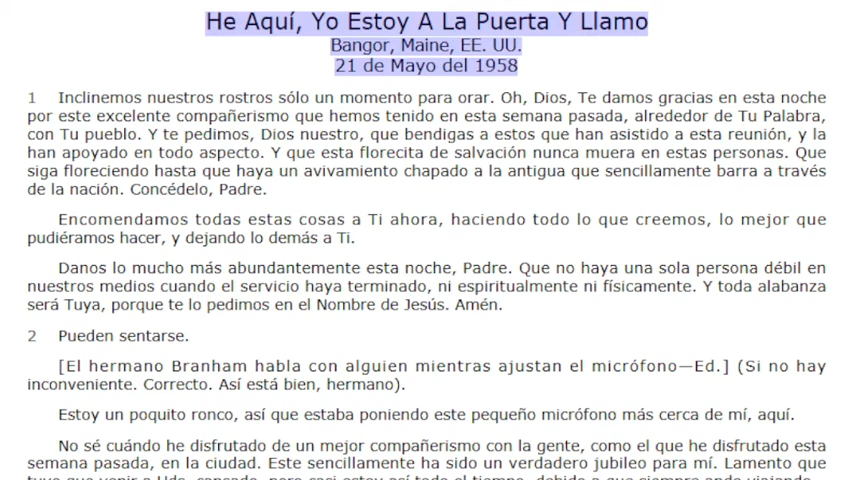 He Aquí, Yo Estoy A La Puerta Y Llamo
Bangor, Maine, EE. UU.
21 de Mayo del 1958
1 Inclinemos nuestros rostros sólo un momento para orar. Oh, Dios, Te damos gracias en esta noche
por este excelente compañerismo que hemos tenido en esta semana pasada, alrededor de Tu Palabra,
con Tu pueblo. Y te pedimos, Dios nuestro, que bendigas a estos que han asistido a esta reunión, y la
han apoyado en todo aspecto. Y que esta florecita de salvación nunca muera en estas personas. Que
siga floreciendo hasta que haya un avivamiento chapado a la antigua que sencillamente barra a través
de la nación. Concédelo, Padre.
Encomendamos todas estas cosas a Ti ahora, haciendo todo lo que creemos, lo mejor que
pudiéramos hacer, y dejando lo demás a Ti.
Danos lo mucho más abundantemente esta noche, Padre. Que no haya una sola persona débil en
nuestros medios cuando el servicio haya terminado, ni espiritualmente ni físicamente. Y toda alabanza
será Tuya, porque te lo pedimos en el Nombre de Jesús. Amén.
2 Pueden sentarse.
[El hermano Branham habla con alguien mientras ajustan el micrófono—Ed.] (Si no hay
inconveniente. Correcto. Así está bien, hermano).
Estoy un poquito ronco, así que estaba poniendo este pequeño micrófono más cerca de mí, aquí.
No sé cuándo he disfrutado de un mejor compañerismo con la gente, como el que he disfrutado esta
semana pasada, en la ciudad. Este sencillamente ha sido un verdadero jubileo para mí. Lamento que